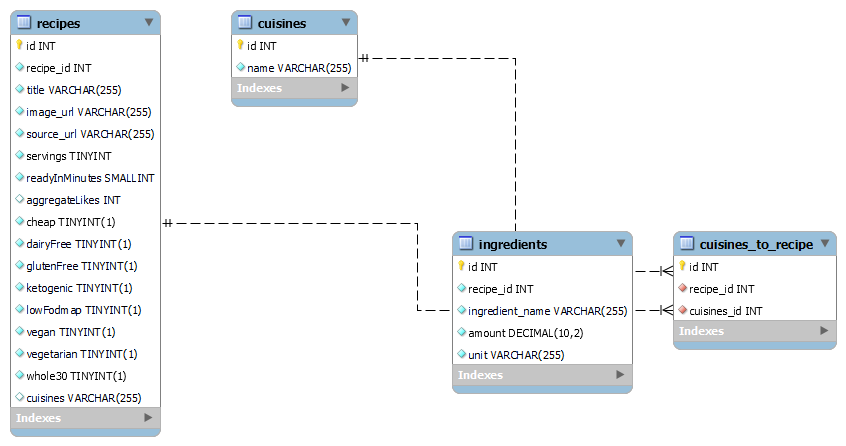 recipes
id INT
recipe_id INT
title VARCHAR(255)
image_url VARCHAR(255)
source_url VARCHAR(255)
servings TINYINT
readyInMinutes SMALLINT
aggregateLikes INT
cheap TINYINT(1)
dairyFree TINYINT(1)
glutenFree TINYINT(1)
ketogenic TINYINT(1)
lowFodmap TINYINT(1)
vegan TINYINT(1)
vegetarian TINYINT(1)
whole30 TINYINT(1)
cuisines VARCHAR(255)
Indexes
cuisines
id INT
name VARCHAR(255)
Indexes
ingredients
id INT
recipe_id INT
ingredient_name VARCHAR(255)
amount DECIMAL(10,2)
unit VARCHAR(255)
Indexes
cuisines_to_recipe
id INT
recipe_id INT
cuisines_id INT
Indexes